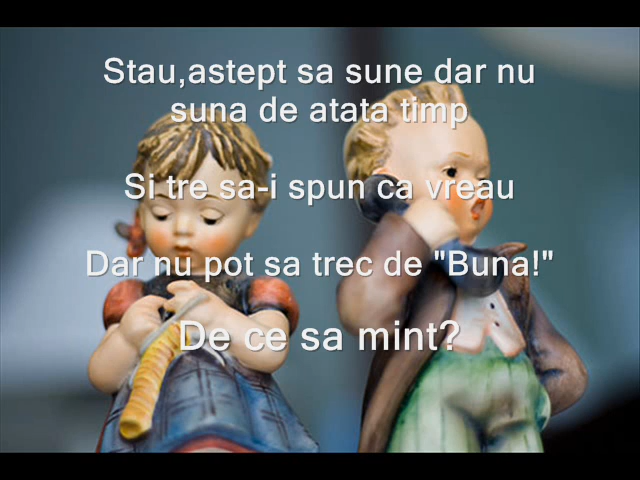 Stau,astept sa sune dar nu
suna de atata timp
Si tre sa-i spun ca vreau
Dar nu pot sa trec de "Buna!"
De ce sa mint?